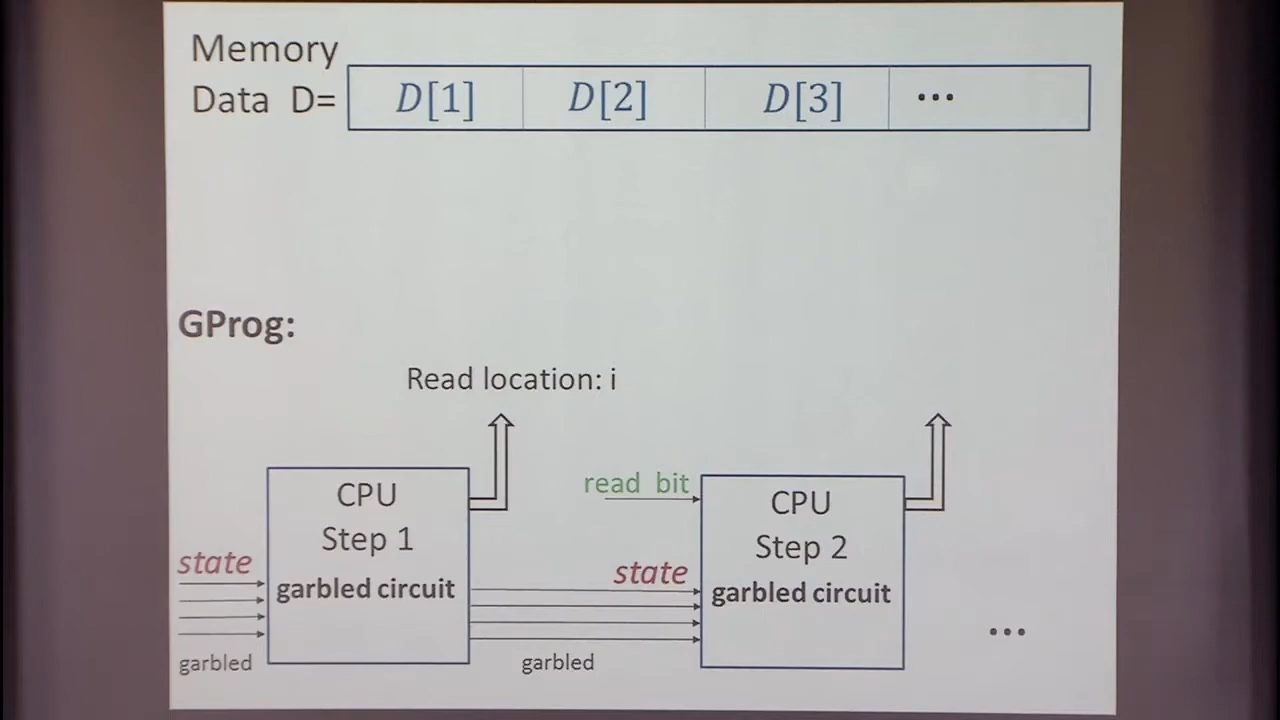 Memory
Data D= D[1] D[2] D[3] ...
GProg:
Read location: i
CPU
Step 1
garbled circuit
state
garbled
read bit
state
garbled
CPU
Step 2
garbled circuit
...